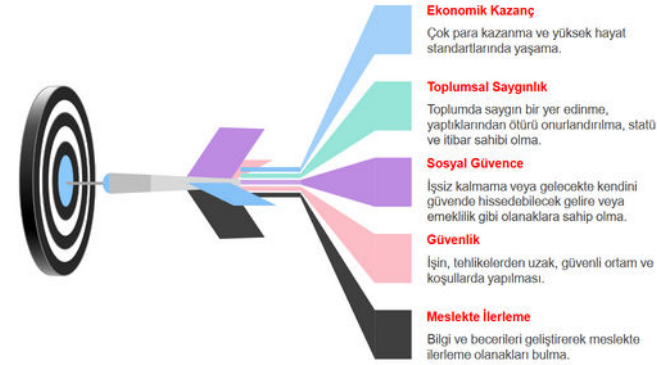 Ekonomik Kazanç
Çok para kazanma ve yüksek hayat
standartlarında yaşama.
Toplumsal Saygınlık
Toplumda saygın bir yer edinme,
yaptıklarından ötürü onurlandırılma, statü
ve itibar sahibi olma.
Sosyal Güvence
İşsiz kalmama veya gelecekte kendini
güvende hissedebilecek gelire veya
emeklilik gibi olanaklara sahip olma.
Güvenlik
İşin, tehlikelerden uzak, güvenli ortam ve
koşullarda yapılması.
Meslekte İlerleme
Bilgi ve becerileri geliştirerek meslekte
ilerleme olanakları bulma.